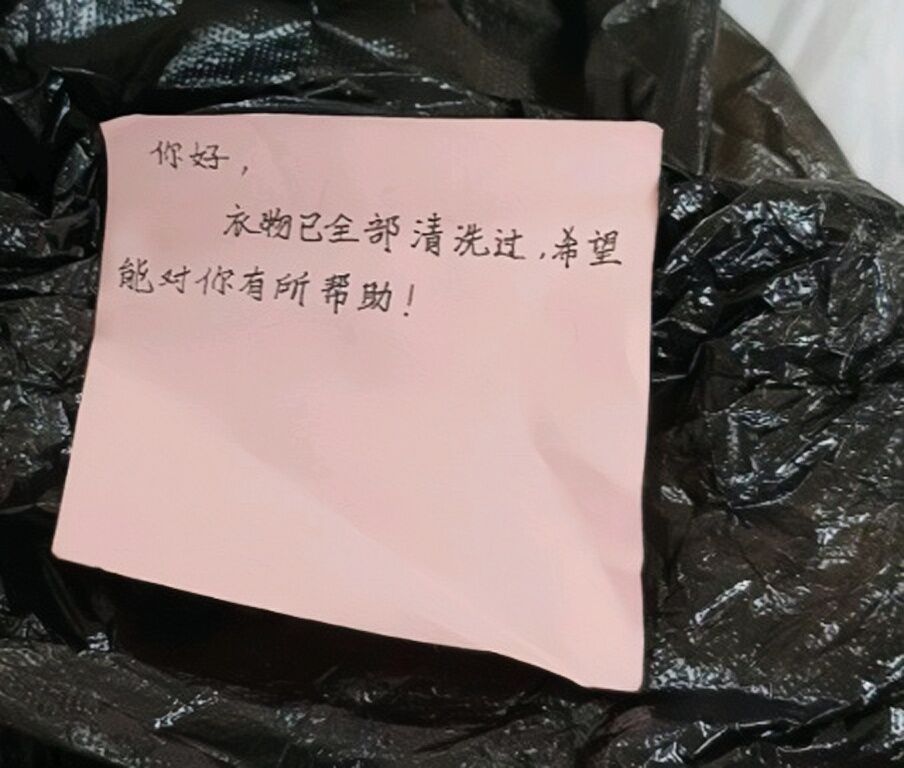 你好，
衣物已全部清洗过，希望
能对你有所帮助！